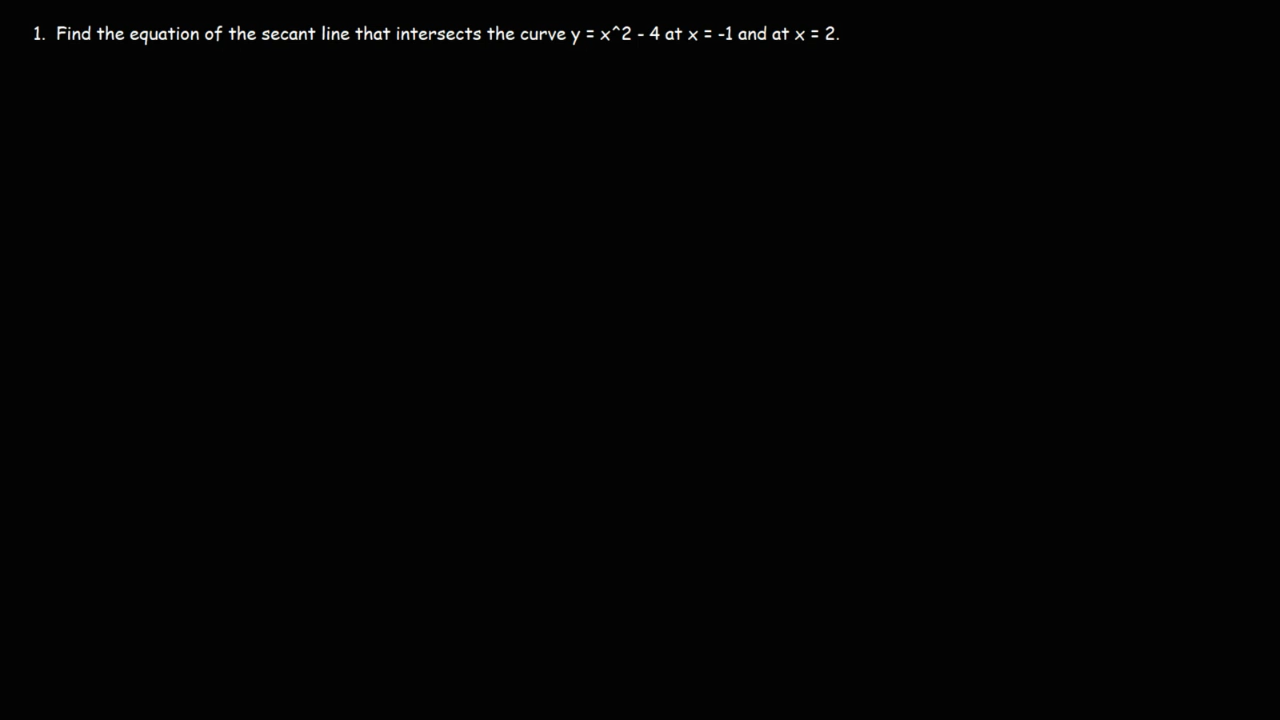 1. Find the equation of the secant line that intersects the curve y = x^2 - 4 at x = -1 and at x = 2.